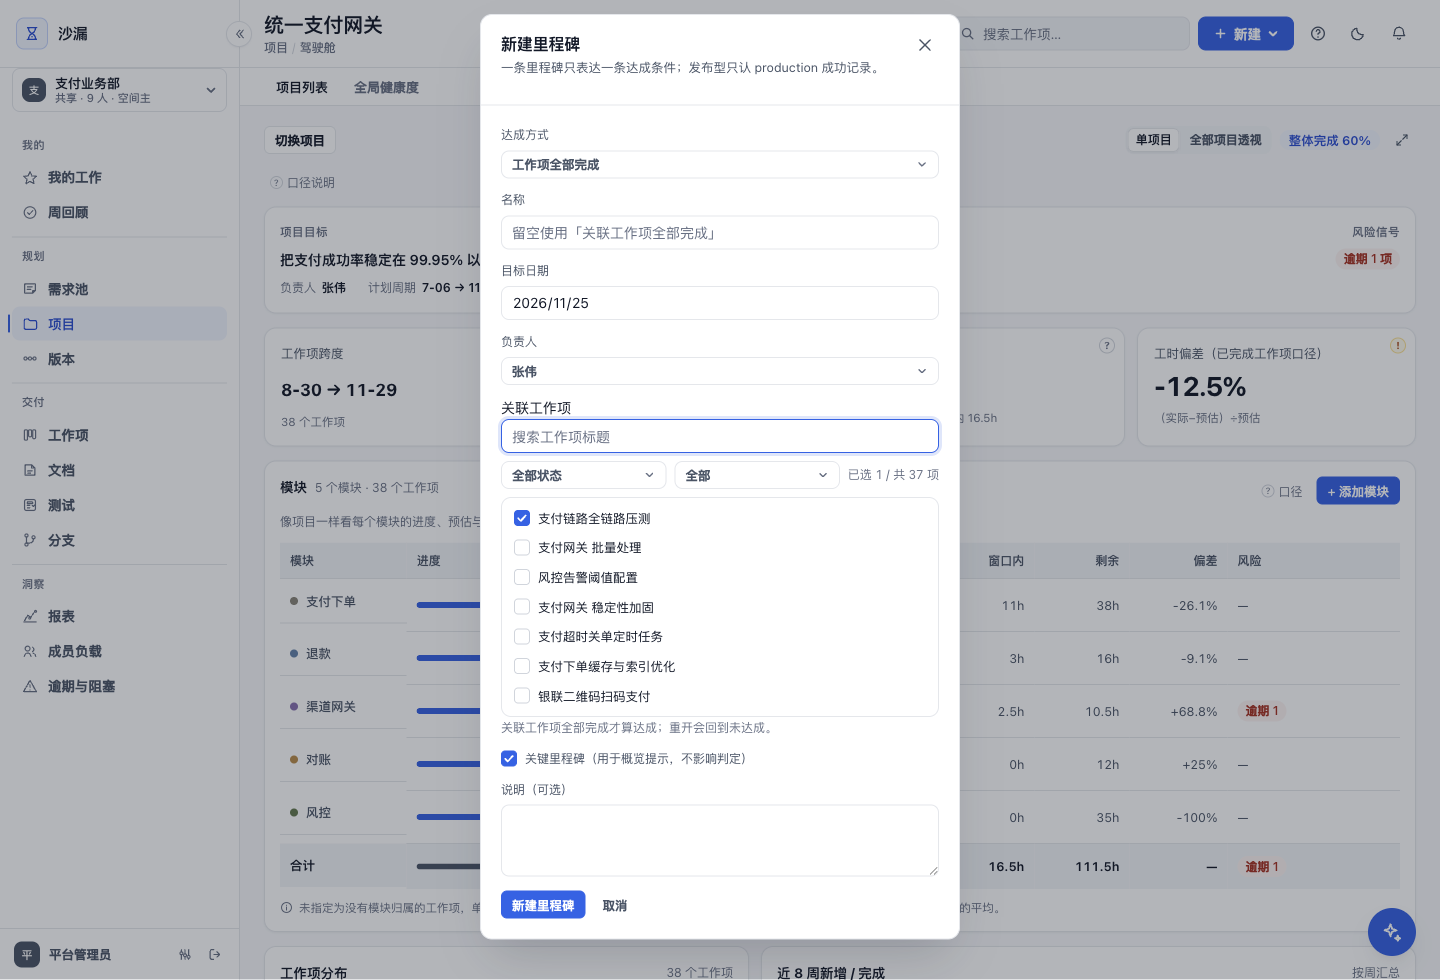 沙漏
支
支付业务部
共享 · 9 人 · 空间主
我的
我的工作
周回顾
规划
需求池
项目
版本
交付
工作项
文档
测试
分支
洞察
报表
成员负载
逾期与阻塞
平
平台管理员
统一支付网关
项目 / 驾驶舱
搜索工作项...
+ 新建
项目列表
全局健康度
切换项目
单项目
全部项目透视
整体完成 60%
? 口径说明
项目目标
把支付成功率稳定在 99.95% 以
负责人 张伟 计划周期 7-06 → 11
风险信号
逾期 1 项
工作项跨度
8-30 → 11-29
38 个工作项
?
16.5h
工时偏差（已完成工作项口径）
!
-12.5%
（实际−预估）÷预估
模块 5 个模块 · 38 个工作项
? 口径
+ 添加模块
像项目一样看每个模块的进度、预估与
模块 进度 窗口内 剩余 偏差 风险
支付下单 11h 38h -26.1% —
退款 3h 16h -9.1% —
渠道网关 2.5h 10.5h +68.8% 逾期 1
对账 0h 12h +25% —
风控 0h 35h -100% —
合计 16.5h 111.5h — 逾期 1
未指定为没有模块归属的工作项，单
的平均。
工作项分布 38 个工作项
近 8 周新增 / 完成 按周汇总
新建里程碑
一条里程碑只表达一条达成条件；发布型只认 production 成功记录。
达成方式
工作项全部完成
名称
留空使用「关联工作项全部完成」
目标日期
2026/11/25
负责人
张伟
关联工作项
搜索工作项标题
全部状态
全部
已选 1 / 共 37 项
支付链路全链路压测
支付网关 批量处理
风控告警阈值配置
支付网关 稳定性加固
支付超时关单定时任务
支付下单缓存与索引优化
银联二维码扫码支付
关联工作项全部完成才算达成；重开会回到未达成。
关键里程碑（用于概览提示，不影响判定）
说明（可选）
新建里程碑
取消